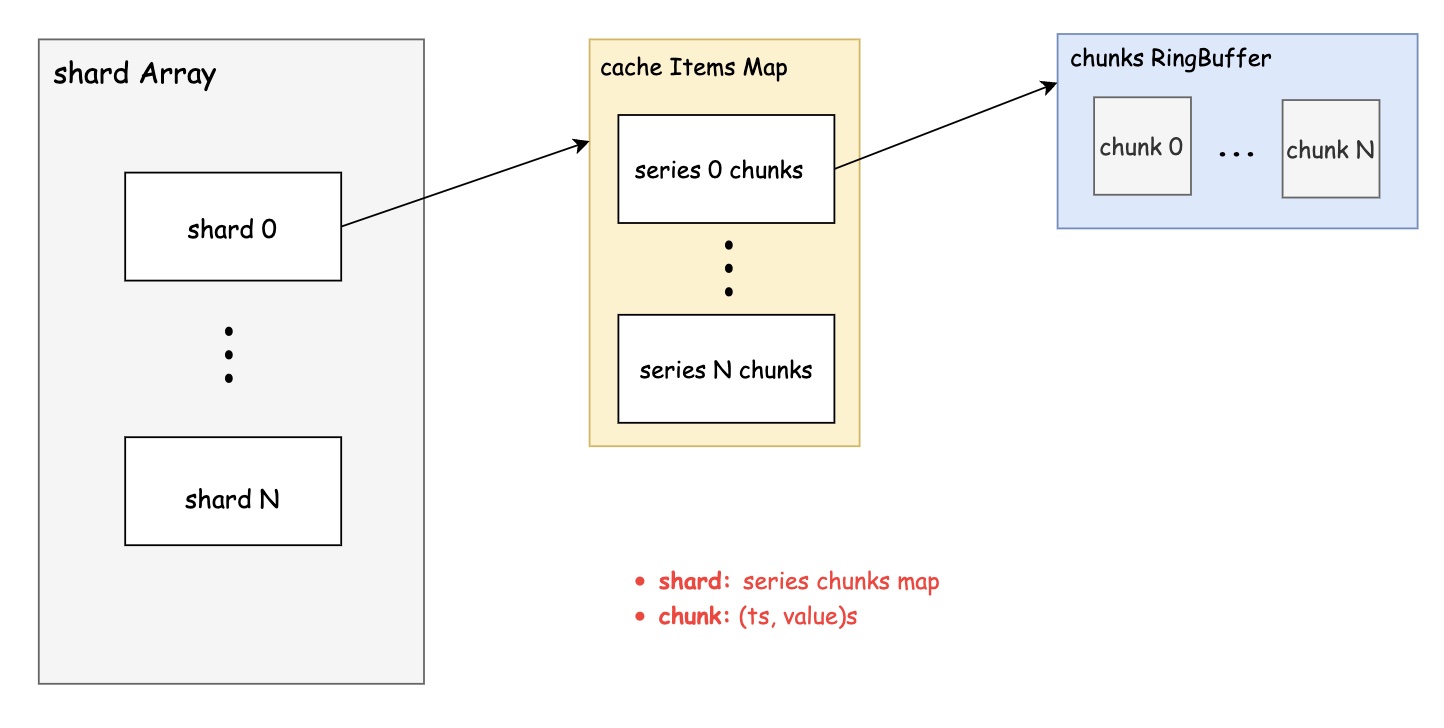 shard Array
shard 0
shard N
cache Items Map
series 0 chunks
series N chunks
chunks RingBuffer
chunk 0
...
chunk N
• shard: series chunks map
• chunk: (ts, value)s